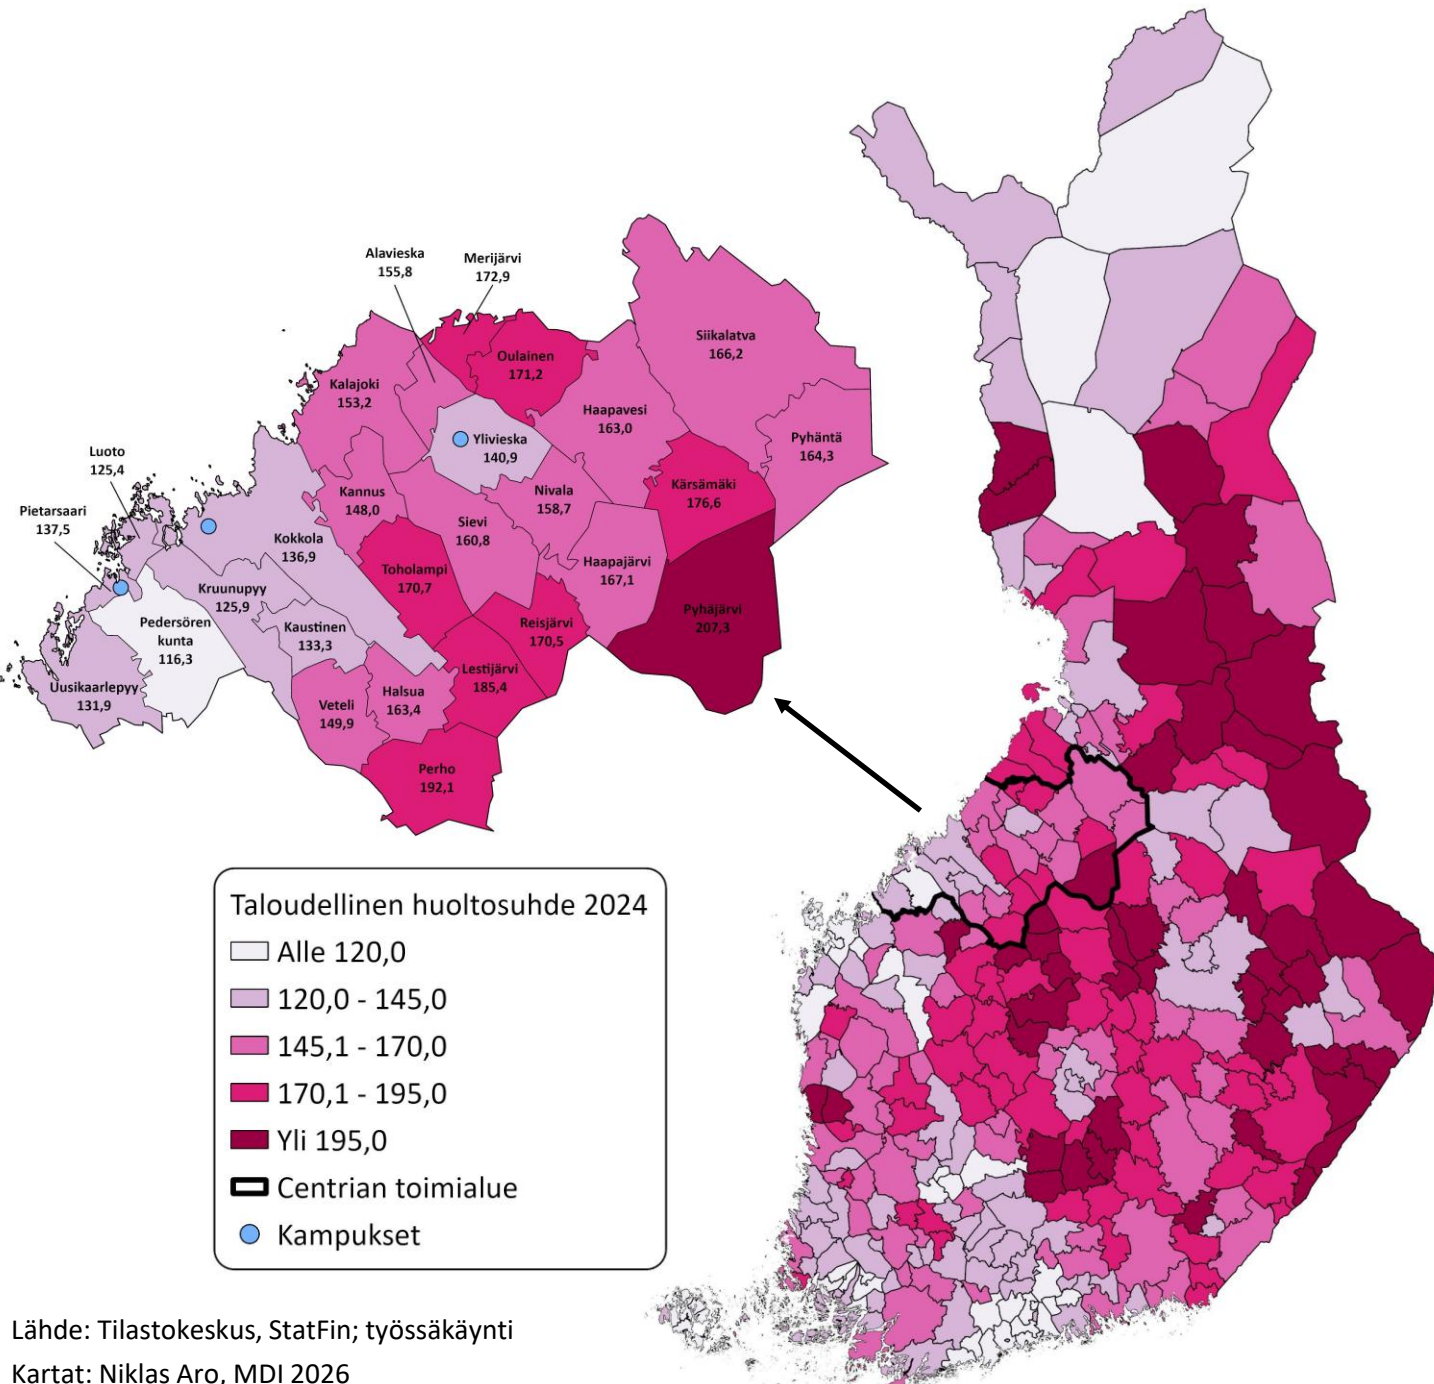 Alavieska
155,8
Merijärvi
172,9
Siikalatva
166,2
Oulainen
171,2
Kalajoki
153,2
Haapavesi
163,0
Ylivieska
140,9
Pyhäntä
164,3
Luoto
125,4
Kärsämäki
176,6
Kannus
148,0
Nivala
158,7
Pietarsaari
137,5
Sievi
160,8
Kokkola
136,9
Haapajärvi
167,1
Toholampi
170,7
Kruunupyy
125,9
Pyhäjärvi
207,3
Pedersören
kunta
116,3
Kaustinen
133,3
Reisjärvi
170,5
Lestijärvi
185,4
Uusikaarlepyy
131,9
Halsua
163,4
Veteli
149,9
Perho
192,1
Taloudellinen huoltosuhde 2024
Alle 120,0
120,0 - 145,0
145,1 - 170,0
170,1 - 195,0
Yli 195,0
Centrian toimialue
Kampukset
Lähde: Tilastokeskus, StatFin; työssäkäynti
Kartat: Niklas Aro, MDI 2026